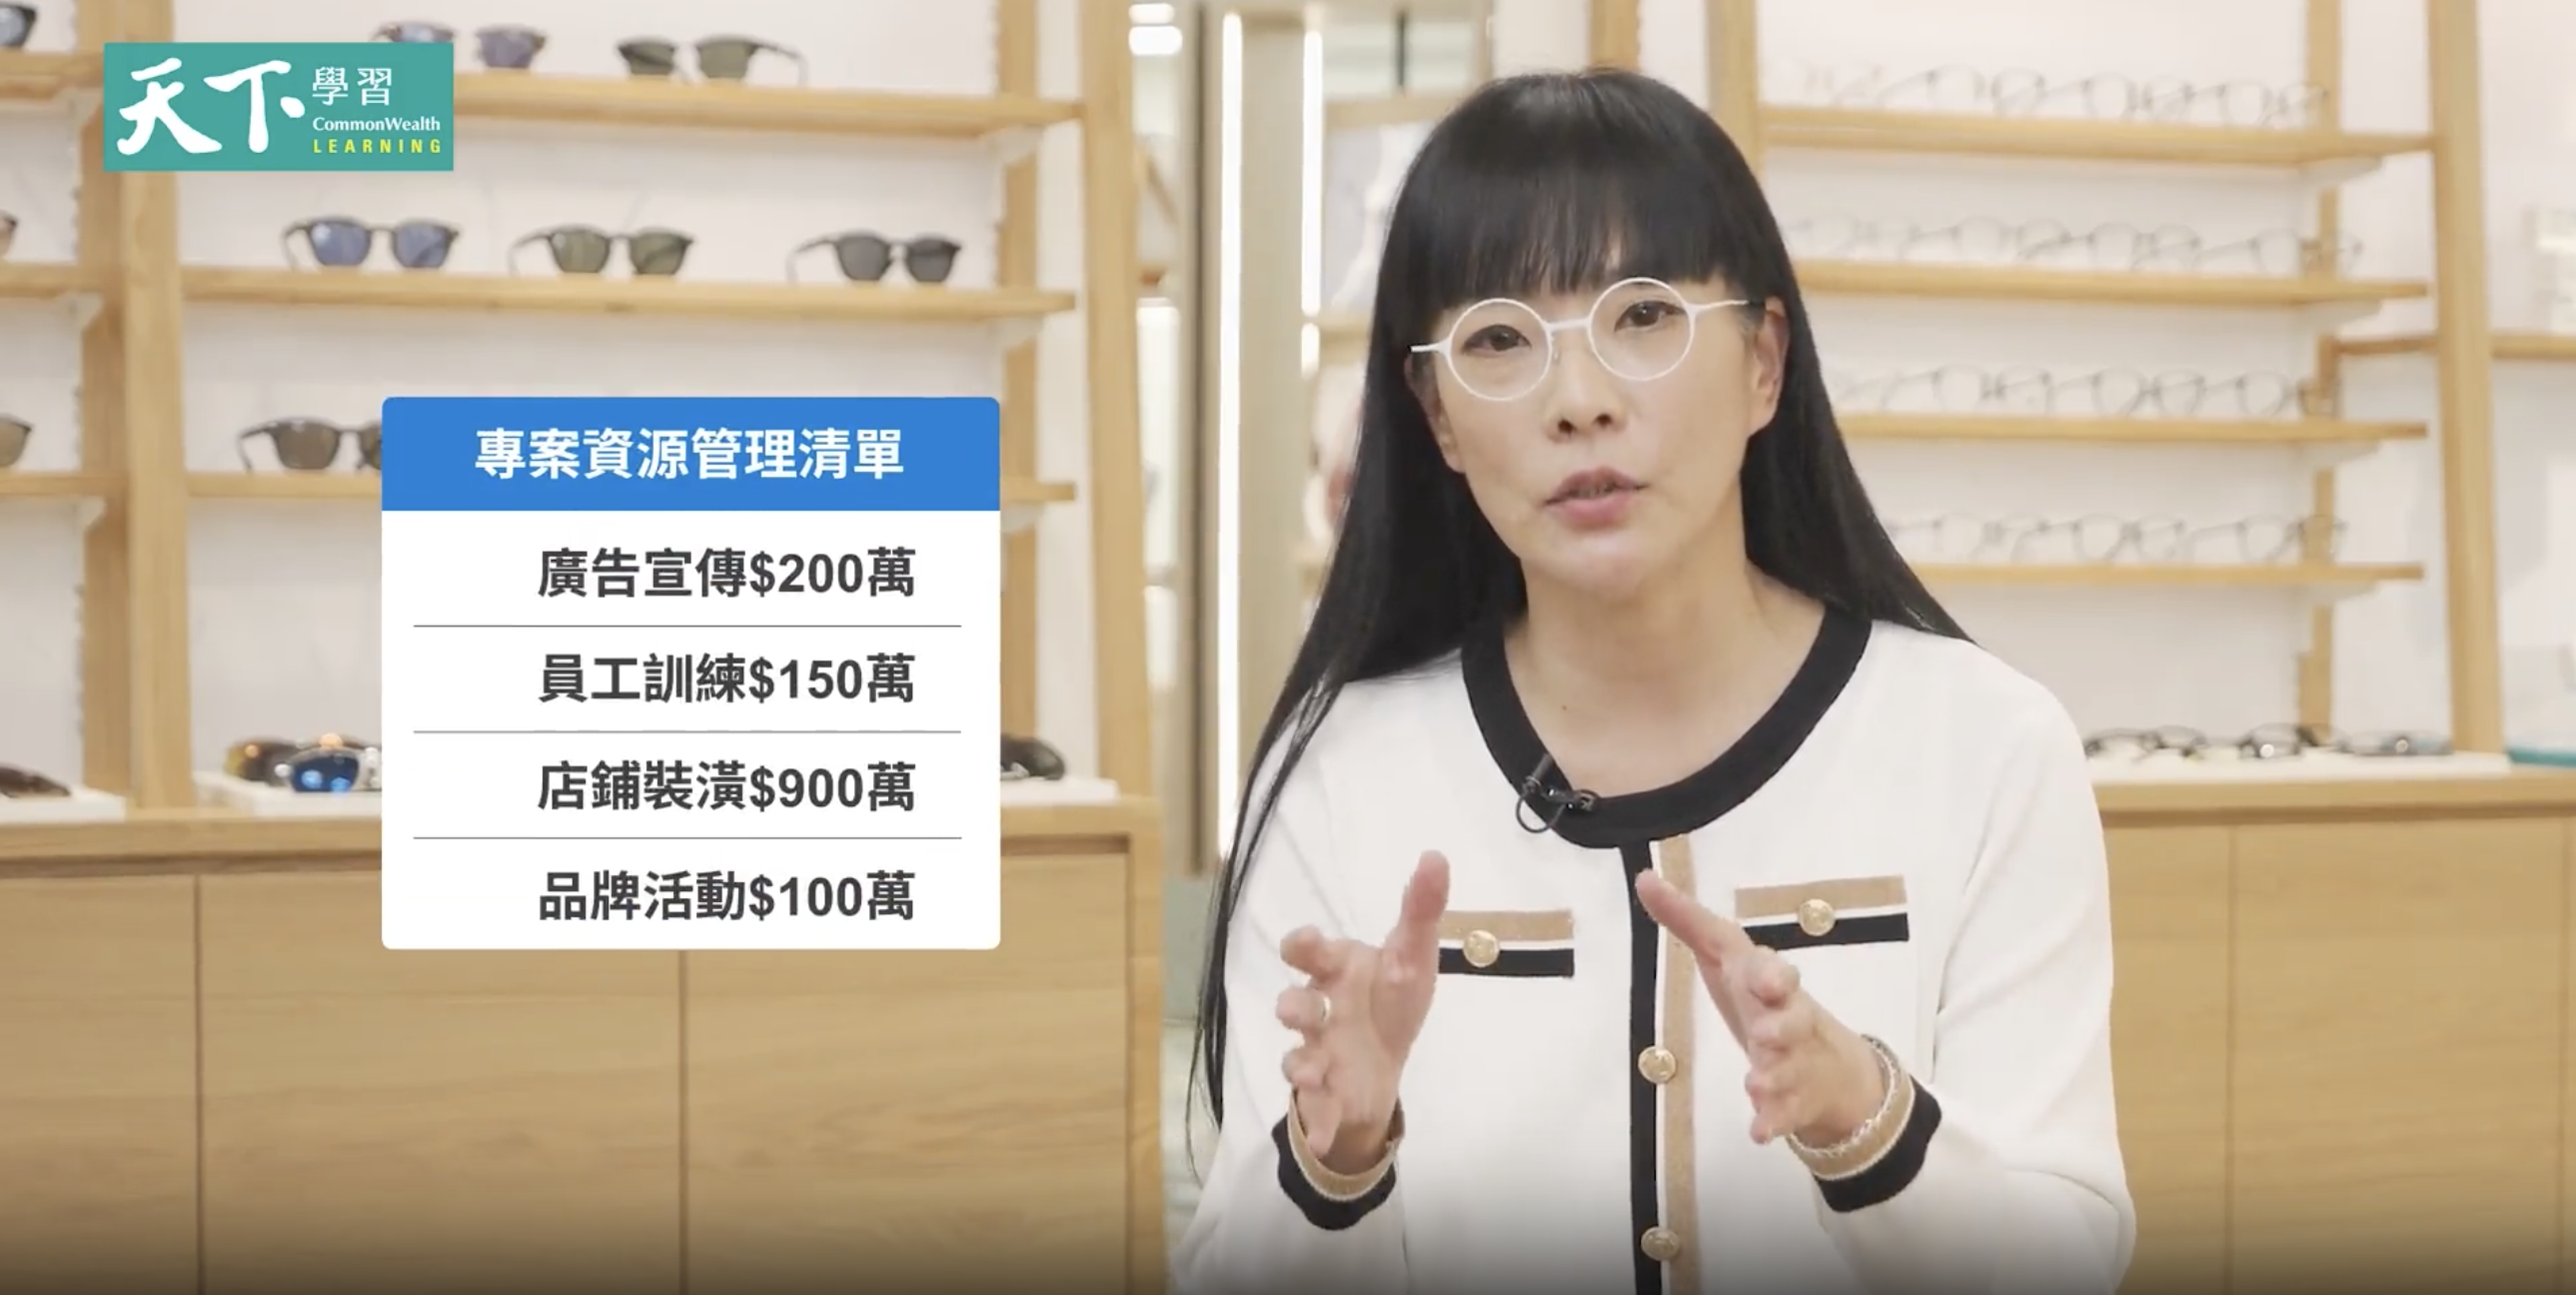 天下學習
CommonWealth
LEARNING
專案資源管理清單
廣告宣傳$200萬
員工訓練$150萬
店鋪裝潢$900萬
品牌活動$100萬